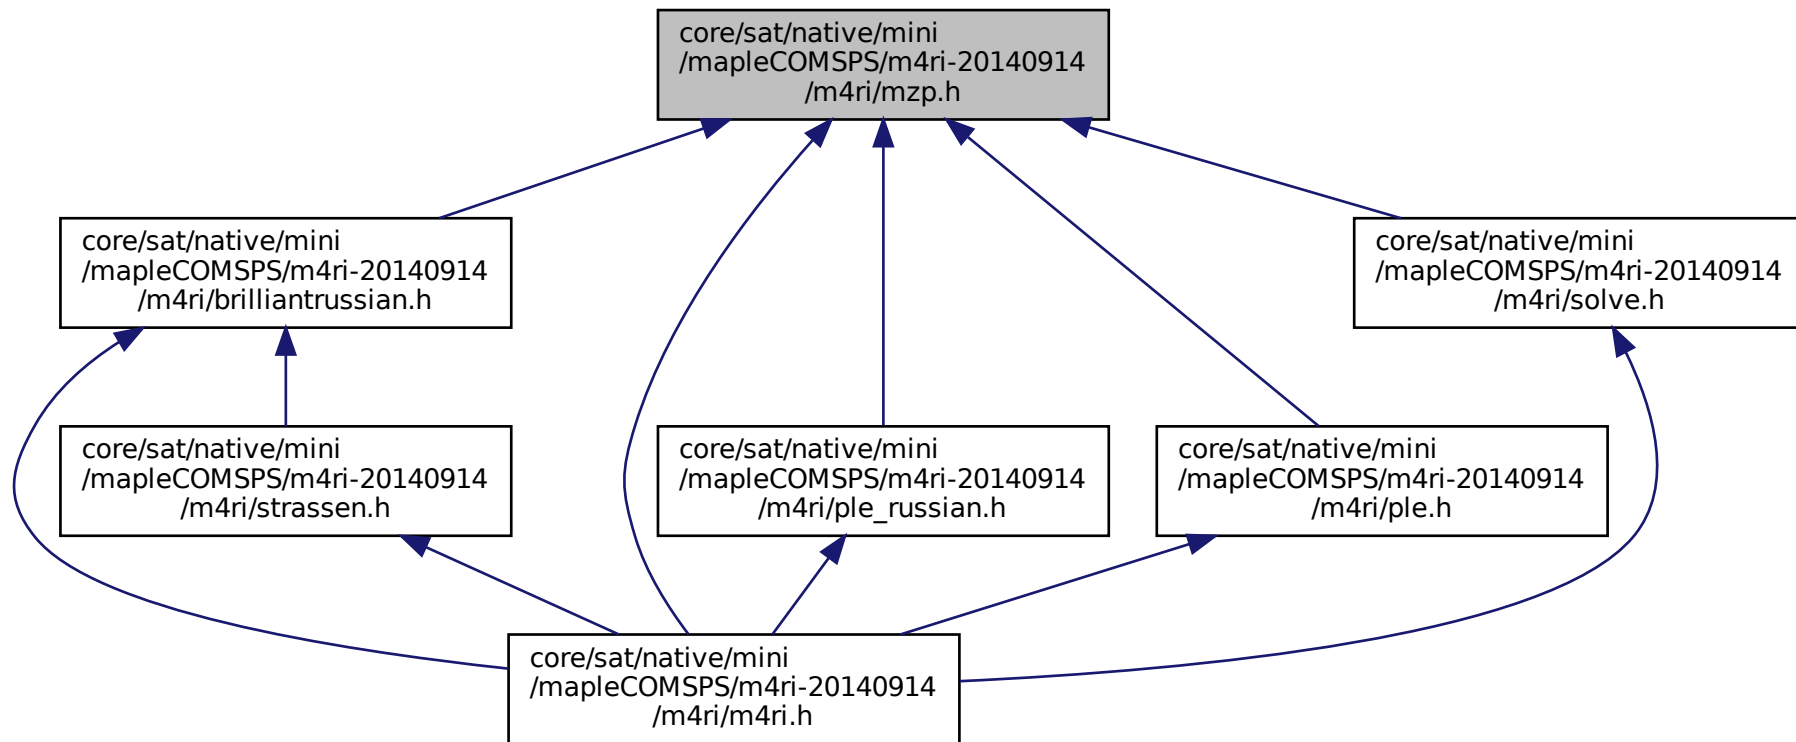 core/sat/native/mini
/mapleCOMSPS/m4ri-20140914
/m4ri/mzp.h
core/sat/native/mini
/mapleCOMSPS/m4ri-20140914
/m4ri/brilliantrussian.h
core/sat/native/mini
/mapleCOMSPS/m4ri-20140914
/m4ri/solve.h
core/sat/native/mini
/mapleCOMSPS/m4ri-20140914
/m4ri/strassen.h
core/sat/native/mini
/mapleCOMSPS/m4ri-20140914
/m4ri/ple_russian.h
core/sat/native/mini
/mapleCOMSPS/m4ri-20140914
/m4ri/ple.h
core/sat/native/mini
/mapleCOMSPS/m4ri-20140914
/m4ri/m4ri.h